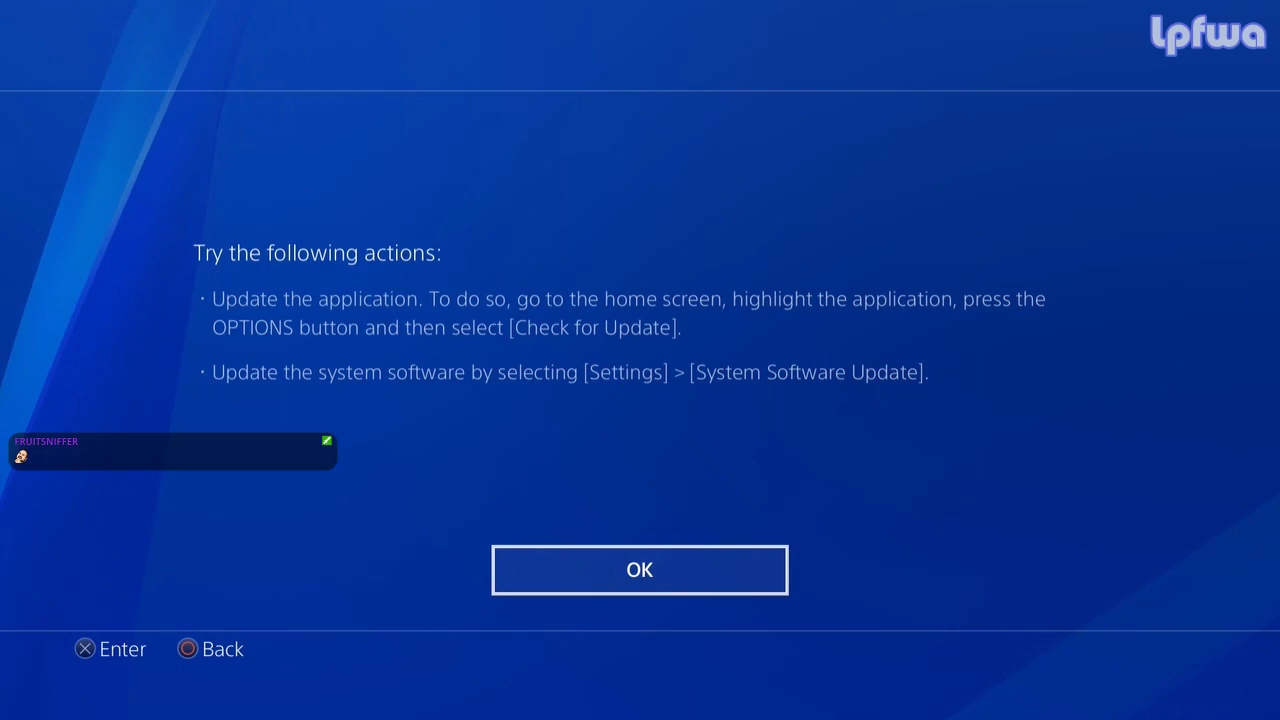 lpfwa
Try the following actions:
· Update the application. To do so, go to the home screen, highlight the application, press the
OPTIONS button and then select [Check for Update].
· Update the system software by selecting [Settings] > [System Software Update].
FRUITSNIFFER
OK
Enter
Back